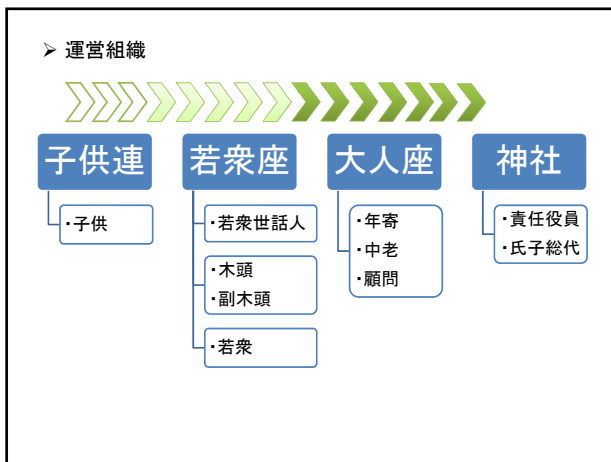 ➢ 運営組織
子供連
・子供
若衆座
・若衆世話人
・木頭
・副木頭
・若衆
大人座
・年寄
・中老
・顧問
神社
・責任役員
・氏子総代